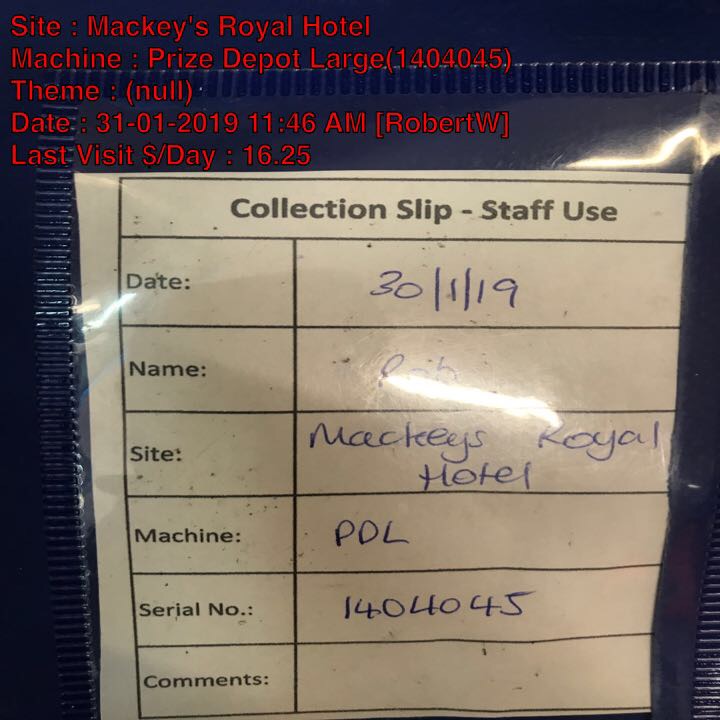 Site : Mackey's Royal Hotel
Machine : Prize Depot Large(1404045)
Theme : (null)
Date : 31-01-2019 11:46 AM [RobertW]
Last Visit $/Day : 16.25
Collection Slip - Staff Use
Date: 30/1/19
Name: Rob
Site: Mackeys Royal
Hotel
Machine: PDL
Serial No.: 1404045
Comments: